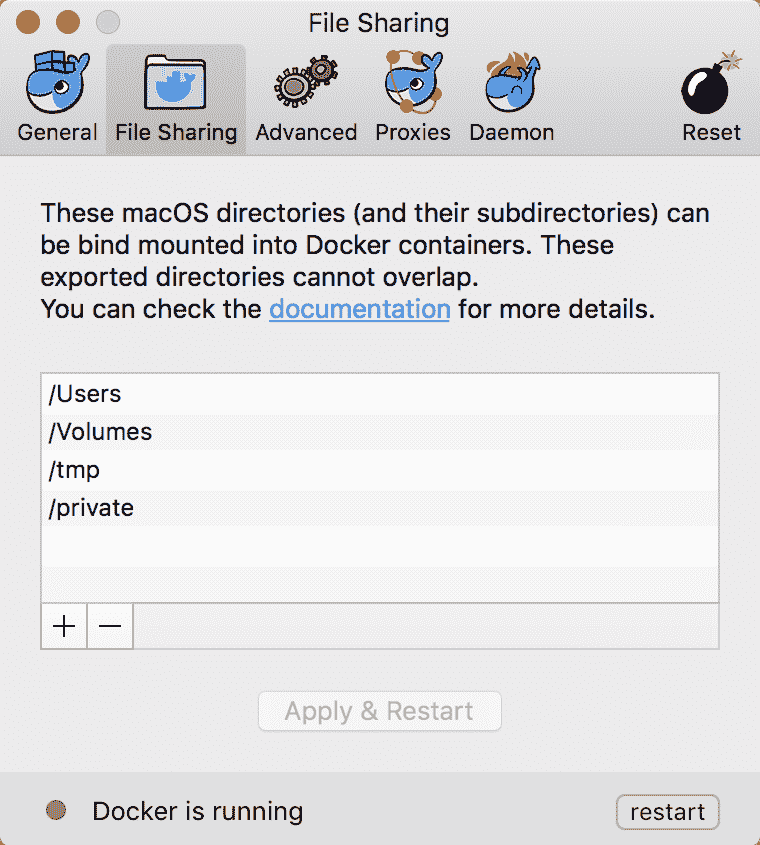 File Sharing
General
File Sharing
Advanced
Proxies
Daemon
Reset
These macOS directories (and their subdirectories) can
be bind mounted into Docker containers. These
exported directories cannot overlap.
You can check the documentation for more details.
/Users
/Volumes
/tmp
/private
Apply & Restart
Docker is running
restart